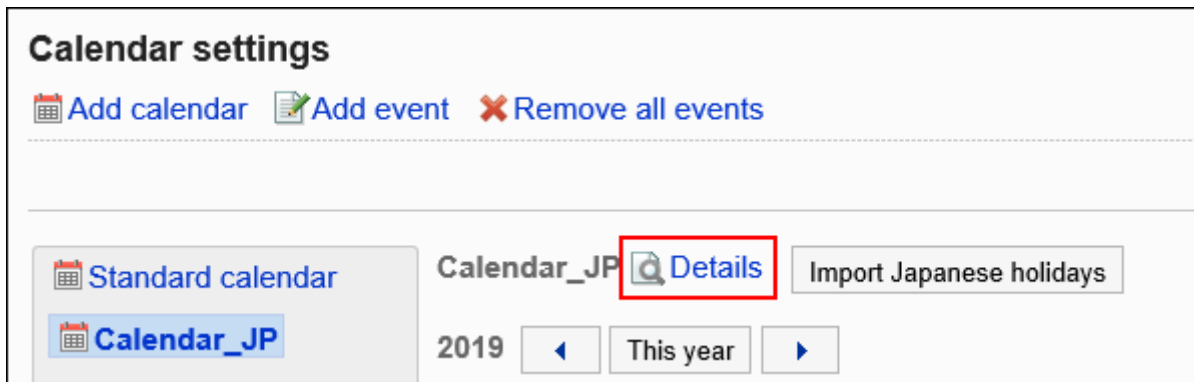 Calendar settings
Add calendar Add event Remove all events
Standard calendar
Calendar_JP
Calendar_JP Details Import Japanese holidays
2019 This year